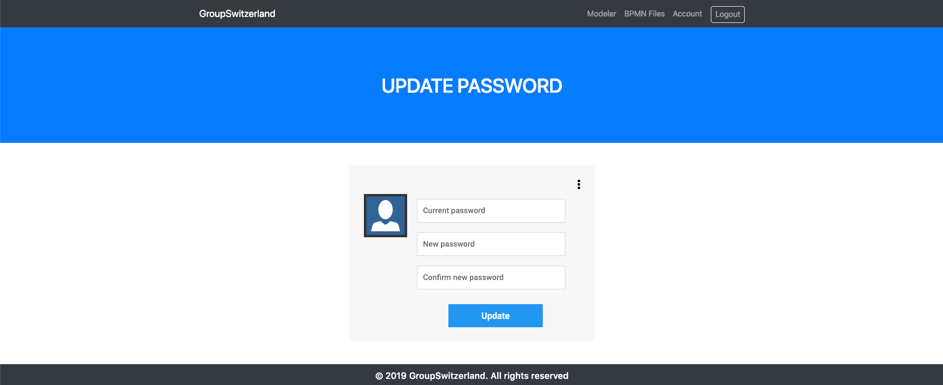 GroupSwitzerland
Modeler BPMN Files Account Logout
UPDATE PASSWORD
Current password
New password
Confirm new password
Update
© 2019 GroupSwitzerland. All rights reserved